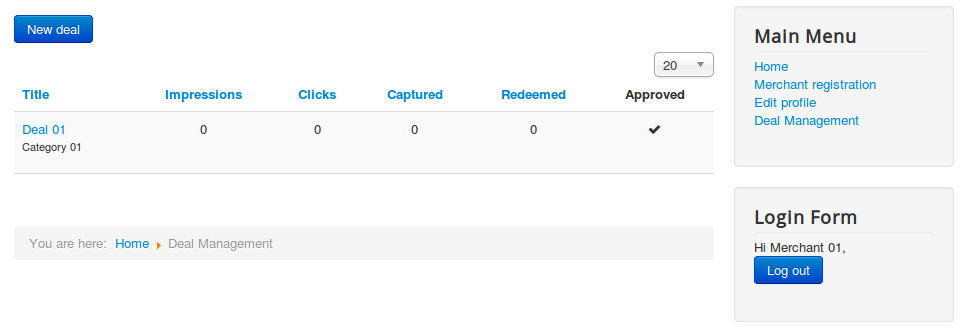 New deal
20
Title Impressions Clicks Captured Redeemed Approved
Deal 01 0 0 0 0
Category 01
You are here: Home Deal Management
Main Menu
Home
Merchant registration
Edit profile
Deal Management
Login Form
Hi Merchant 01,
Log out